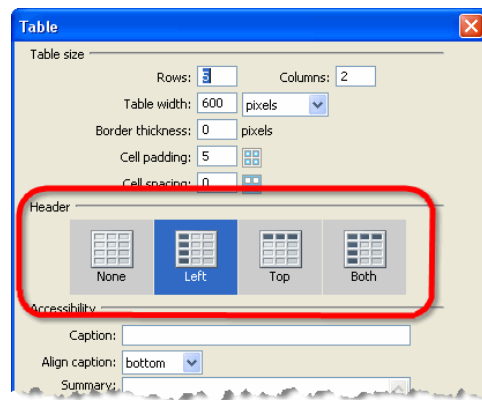 Table
Table size
Rows: 5 Columns: 2
Table width: 600 pixels
Border thickness: 0 pixels
Cell padding: 5
Cell spacing: 0
Header
None Left Top Both
Accessibility
Caption:
Align caption: bottom
Summary: